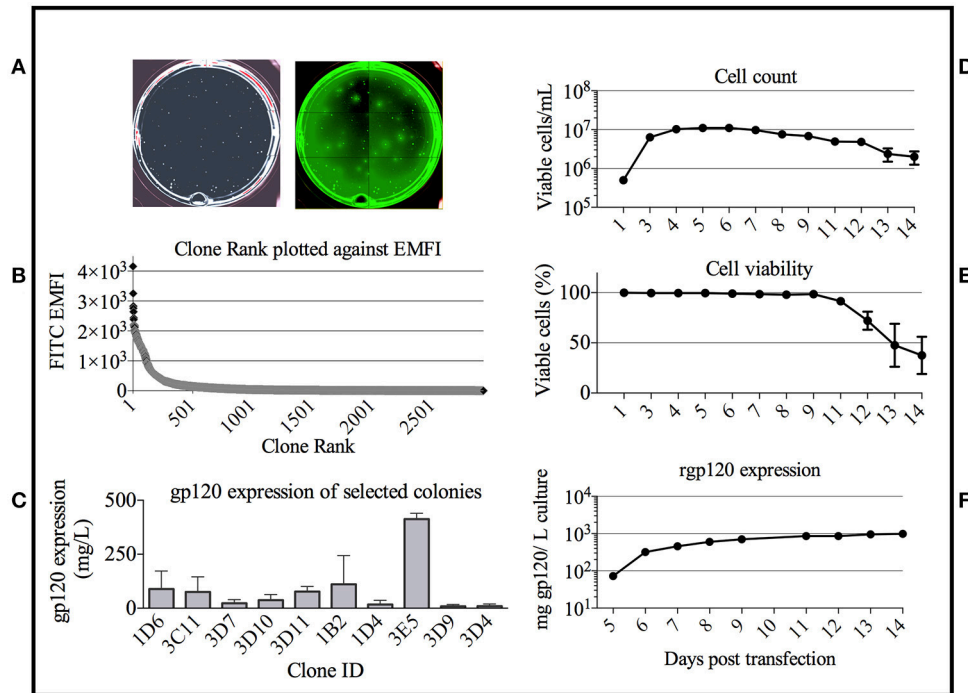 A
B
Clone Rank plotted against EMFI
FITC EMFI
4×10³
3×10³
2×10³
1×10³
0
1
501
1001
1501
2001
2501
Clone Rank
C
gp120 expression of selected colonies
gp120 expression
(mg/L)
500
250
0
1D6
3C11
3D7
3D10
3D11
1B2
1D4
3E5
3D9
3D4
Clone ID
D
Cell count
Viable cells/mL
10⁸
10⁷
10⁶
10⁵
1
3
4
5
6
7
8
9
11
12
13
14
E
Cell viability
Viable cells (%)
100
50
0
1
3
4
5
6
7
8
9
11
12
13
14
F
rgp120 expression
mg gp120/ L culture
10⁴
10³
10²
10¹
5
6
7
8
9
10
11
12
13
14
Days post transfection